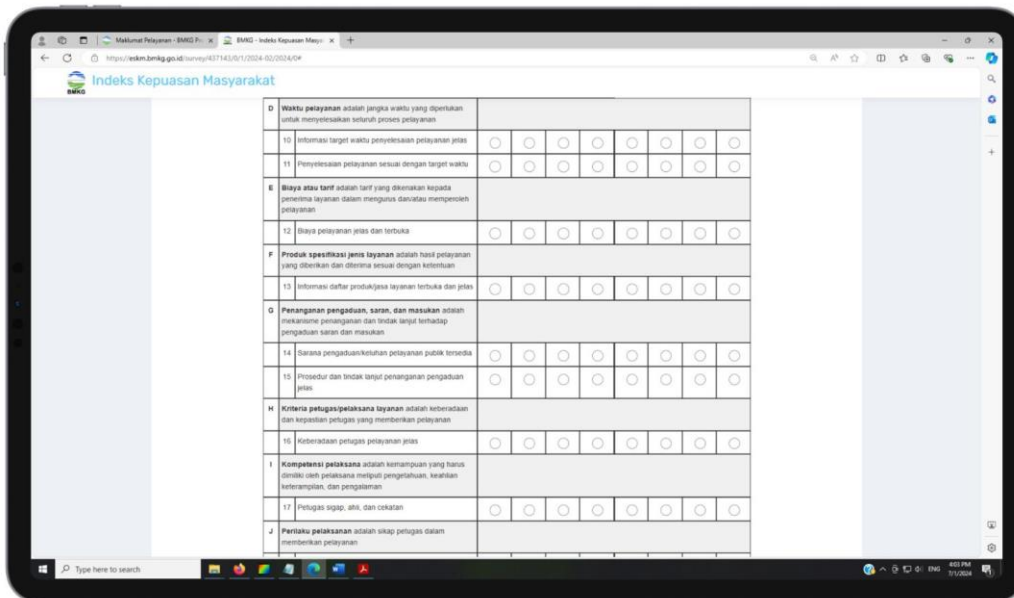 Maklumat Pelayanan - BMKG
BMKG - Indeks Kepuasan
https://eskm.bmkg.go.id/survey/437143/0/1/2024-02/2024/0#
BMKG
Indeks Kepuasan Masyarakat
D Waktu pelayanan adalah jangka waktu yang diperlukan
untuk menyelesaikan seluruh proses pelayanan
10 Informasi target waktu penyelesaian pelayanan jelas
11 Penyelesaian pelayanan sesuai dengan target waktu
E Biaya atau tarif adalah tarif yang dikenakan kepada
penerima layanan dalam mengurus dan/atau memperoleh
pelayanan
12 Biaya pelayanan jelas dan terbuka
F Produk spesifikasi jenis layanan adalah hasil pelayanan
yang diberikan dan diterima sesuai dengan ketentuan
13 Informasi daftar produk/jasa layanan terbuka dan jelas
G Penanganan pengaduan, saran, dan masukan adalah
mekanisme penanganan dan tindak lanjut terhadap
pengaduan saran dan masukan
14 Sarana pengaduan/keluhan pelayanan publik tersedia
15 Prosedur dan tindak lanjut penanganan pengaduan
jelas
H Kriteria petugas/pelaksana layanan adalah keberadaan
dan kepastian petugas yang memberikan pelayanan
16 Keberadaan petugas pelayanan jelas
I Kompetensi pelaksana adalah kemampuan yang harus
dimiliki oleh pelaksana meliputi pengetahuan, keahlian
keterampilan, dan pengalaman
17 Petugas sigap, ahli, dan cekatan
J Perilaku pelaksanan adalah sikap petugas dalam
memberikan pelayanan
Type here to search
ENG
4:03 PM
7/1/2024